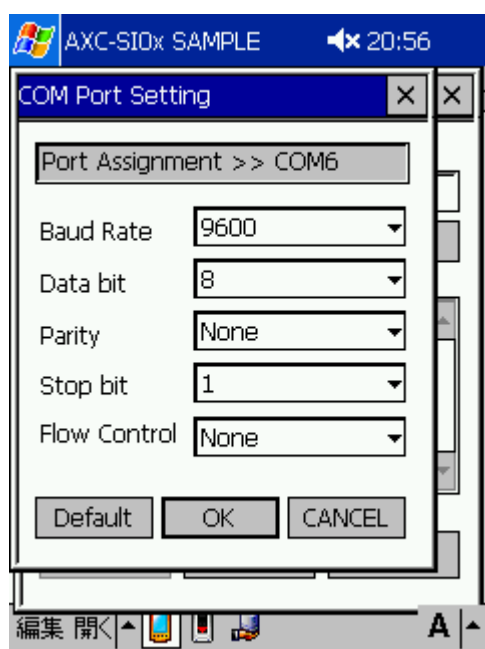 AXC-SIOx SAMPLE 20:56
COM Port Setting
Port Assignment >> COM6
Baud Rate 9600
Data bit 8
Parity None
Stop bit 1
Flow Control None
Default OK CANCEL
編集 開く A